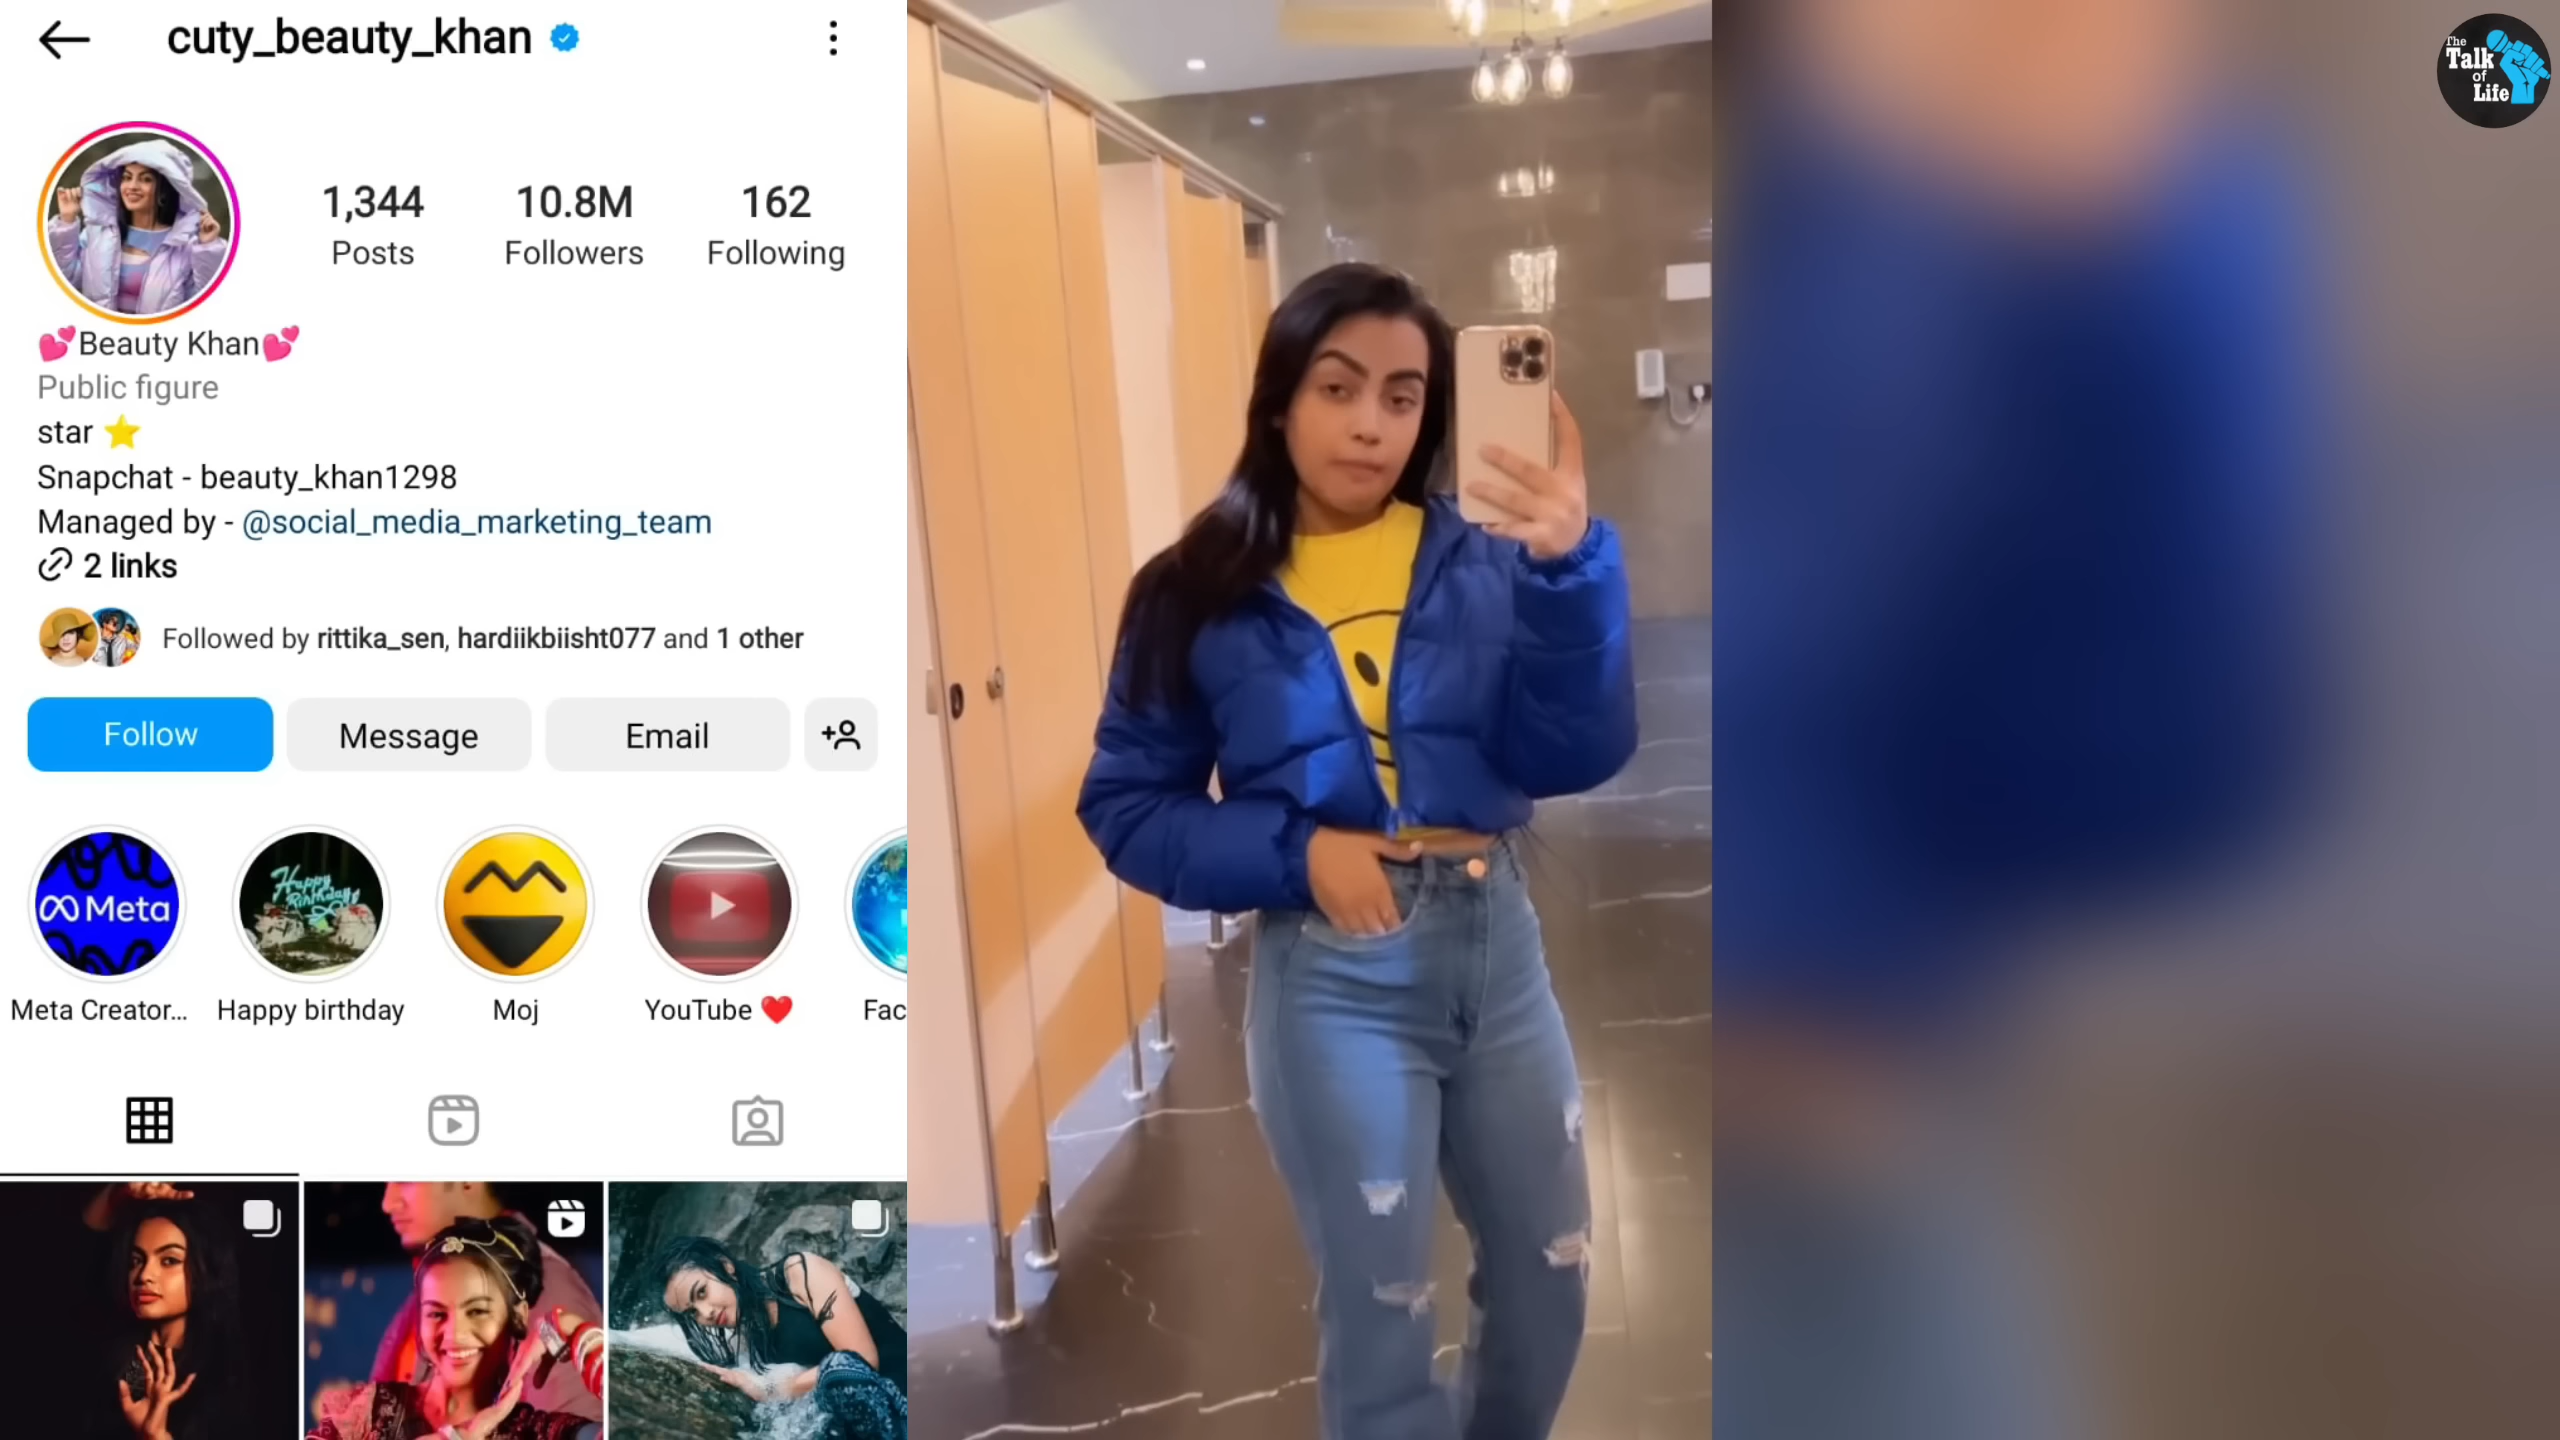 cuty_beauty_khan
1,344 10.8M 162
Posts Followers Following
💕Beauty Khan💕
Public figure
star ⭐
Snapchat - beauty_khan1298
Managed by - @social_media_marketing_team
2 links
Followed by rittika_sen, hardiikbiisht077 and 1 other
Follow Message Email
Meta
Happy
Birthday
Meta Creator... Happy birthday Moj YouTube ❤️ Fac
The
Talk
of
Life